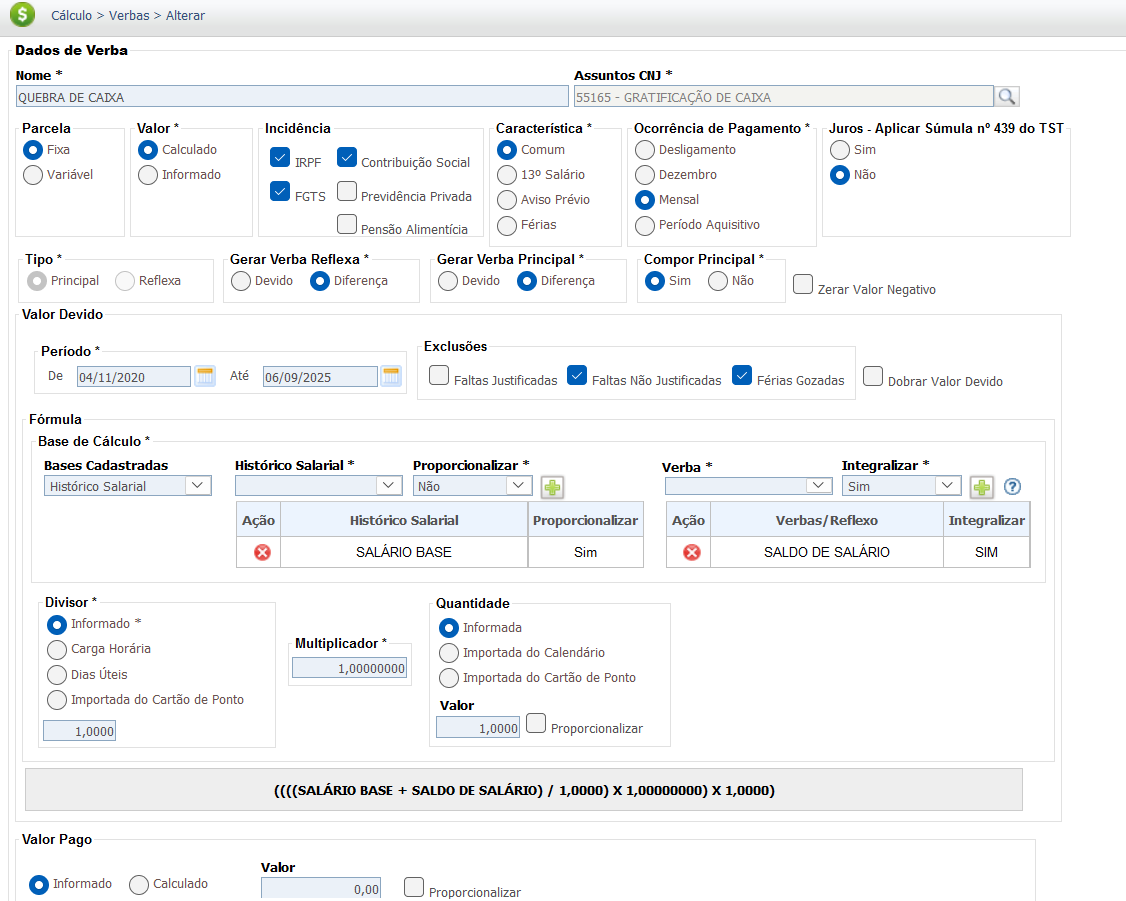 Cálculo > Verbas > Alterar
Dados de Verba
Nome *
Assuntos CNJ *
QUEBRA DE CAIXA
55165 - GRATIFICAÇÃO DE CAIXA
Parcela
Fixa
Variável
Valor *
Calculado
Informado
Incidência
IRPF
Contribuição Social
FGTS
Previdência Privada
Pensão Alimentícia
Característica *
Comum
13º Salário
Aviso Prévio
Férias
Ocorrência de Pagamento *
Desligamento
Dezembro
Mensal
Período Aquisitivo
Juros - Aplicar Súmula nº 439 do TST
Sim
Não
Tipo *
Principal
Reflexa
Gerar Verba Reflexa *
Devido
Diferença
Gerar Verba Principal *
Devido
Diferença
Compor Principal *
Sim
Não
Zerar Valor Negativo
Valor Devido
Período *
De
04/11/2020
Até
06/09/2025
Exclusões
Faltas Justificadas
Faltas Não Justificadas
Férias Gozadas
Dobrar Valor Devido
Fórmula
Base de Cálculo *
Bases Cadastradas
Histórico Salarial
Histórico Salarial *
Proporcionalizar *
Não
Verba *
Integralizar *
Sim
Ação
Histórico Salarial
Proporcionalizar
SALÁRIO BASE
Sim
Ação
Verbas/Reflexo
Integralizar
SALDO DE SALÁRIO
SIM
Divisor *
Informado *
Carga Horária
Dias Úteis
Importada do Cartão de Ponto
1,0000
Multiplicador *
1,00000000
Quantidade
Informada
Importada do Calendário
Importada do Cartão de Ponto
Valor
1,0000
Proporcionalizar
((((SALÁRIO BASE + SALDO DE SALÁRIO) / 1,0000) X 1,00000000) X 1,0000)
Valor Pago
Informado
Calculado
Valor
0,00
Proporcionalizar